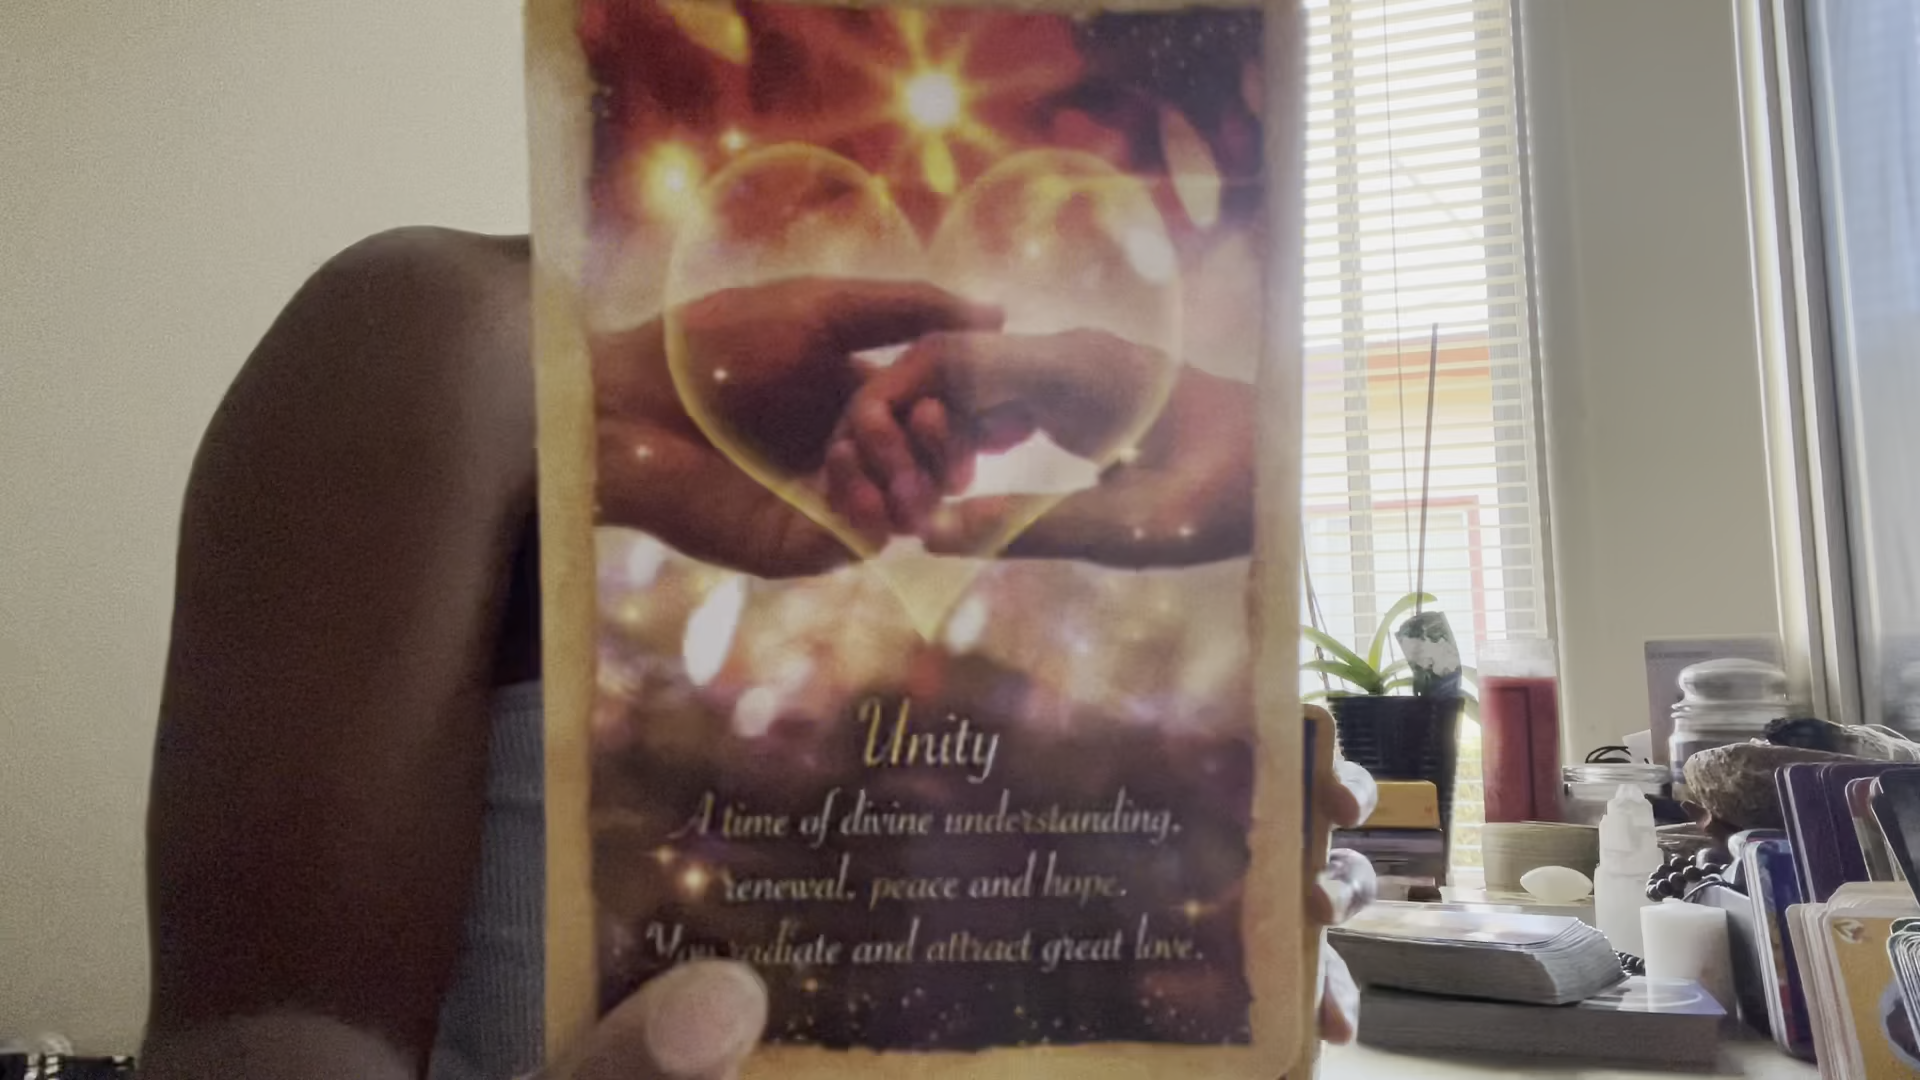 Unity
A time of divine understanding,
renewal, peace and hope.
You radiate and attract great love.